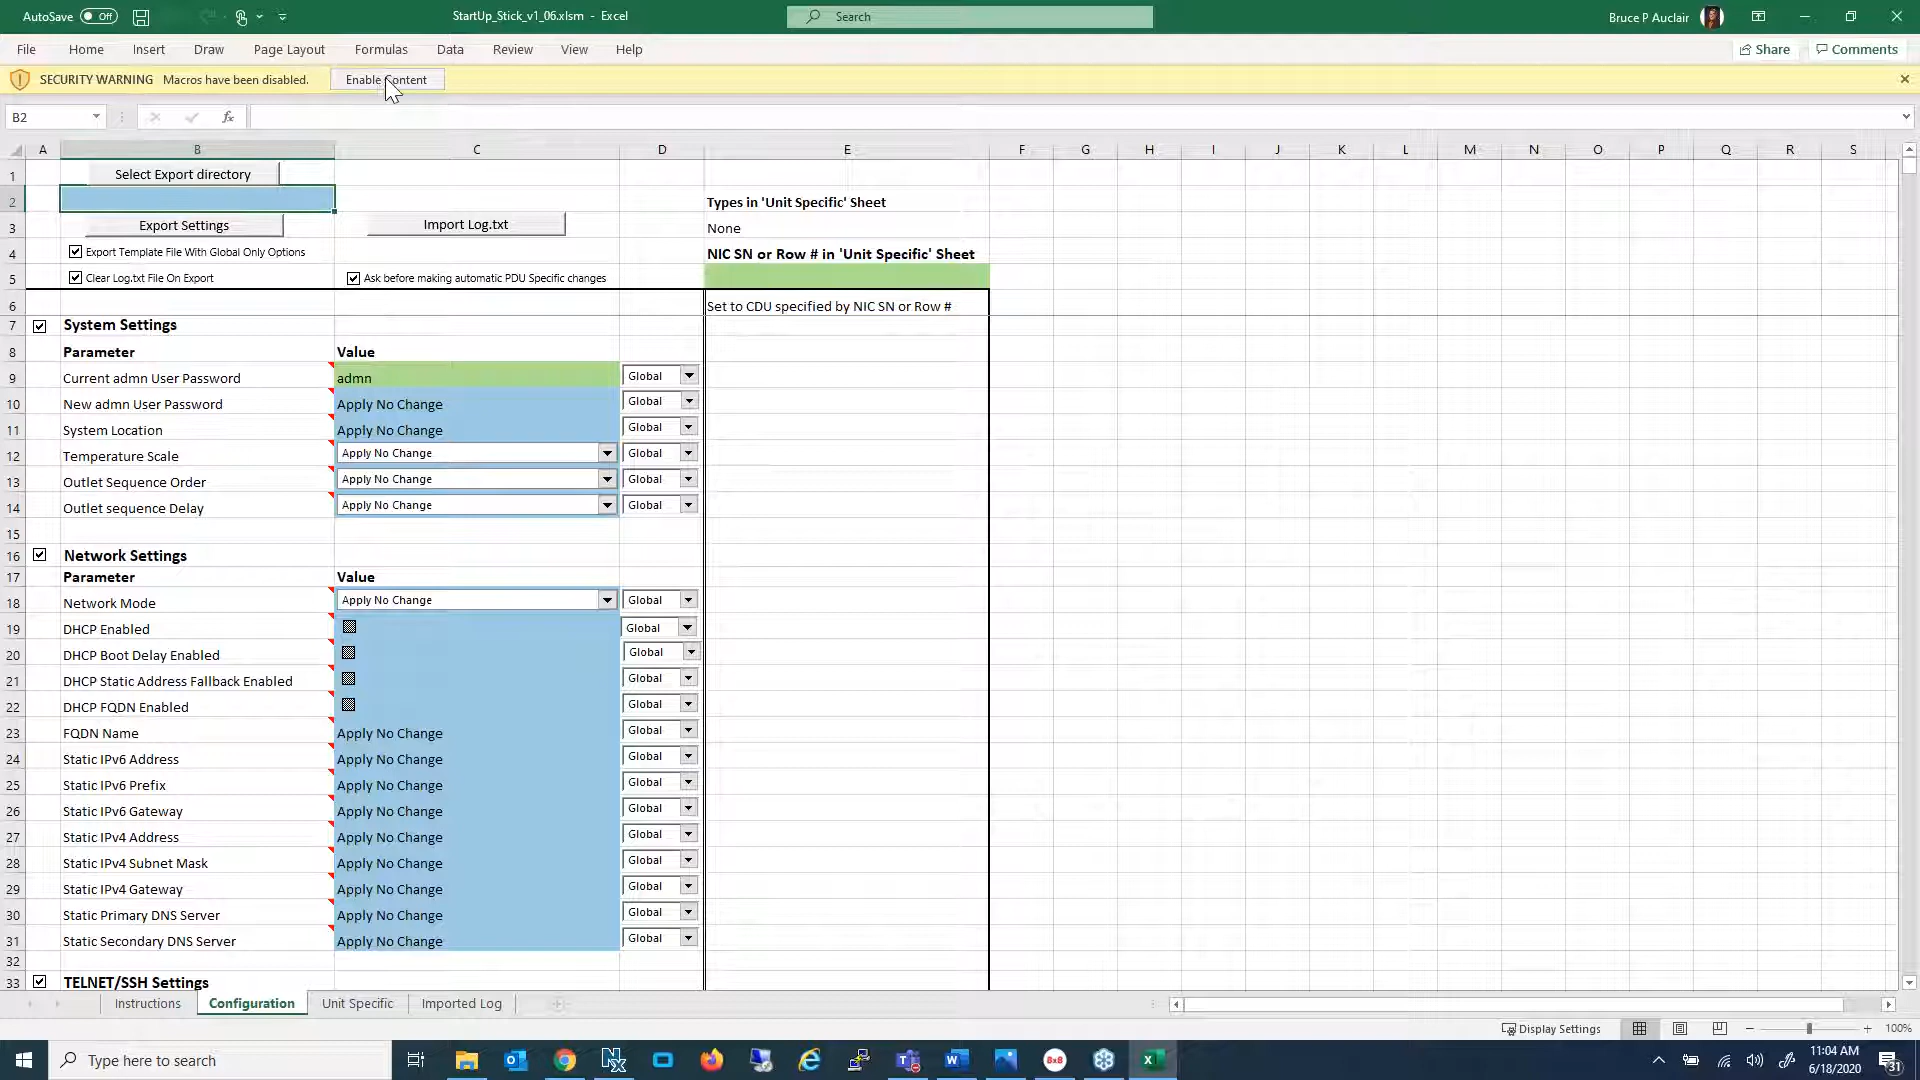 AutoSave Off StartUp_Stick_v1_06.xlsm - Excel Search Bruce P Auclair
File Home Insert Draw Page Layout Formulas Data Review View Help Share Comments
SECURITY WARNING Macros have been disabled. Enable Content
B2 fx
A B C D E F G H I J K L M N O P Q R S
1 Select Export directory
2 Types in 'Unit Specific' Sheet
3 Export Settings Import Log.txt None
4 Export Template File With Global Only Options NIC SN or Row # in 'Unit Specific' Sheet
5 Clear Log.txt File On Export Ask before making automatic PDU Specific changes
6 Set to CDU specified by NIC SN or Row #
7 System Settings
8 Parameter Value
9 Current admn User Password admn Global
10 New admn User Password Apply No Change Global
11 System Location Apply No Change Global
12 Temperature Scale Apply No Change Global
13 Outlet Sequence Order Apply No Change Global
14 Outlet sequence Delay Apply No Change Global
15
16 Network Settings
17 Parameter Value
18 Network Mode Apply No Change Global
19 DHCP Enabled Global
20 DHCP Boot Delay Enabled Global
21 DHCP Static Address Fallback Enabled Global
22 DHCP FQDN Enabled Global
23 FQDN Name Apply No Change Global
24 Static IPv6 Address Apply No Change Global
25 Static IPv6 Prefix Apply No Change Global
26 Static IPv6 Gateway Apply No Change Global
27 Static IPv4 Address Apply No Change Global
28 Static IPv4 Subnet Mask Apply No Change Global
29 Static IPv4 Gateway Apply No Change Global
30 Static Primary DNS Server Apply No Change Global
31 Static Secondary DNS Server Apply No Change Global
32
33 TELNET/SSH Settings
Instructions Configuration Unit Specific Imported Log
Display Settings 100%
Type here to search 8x8 11:04 AM
6/18/2020 31